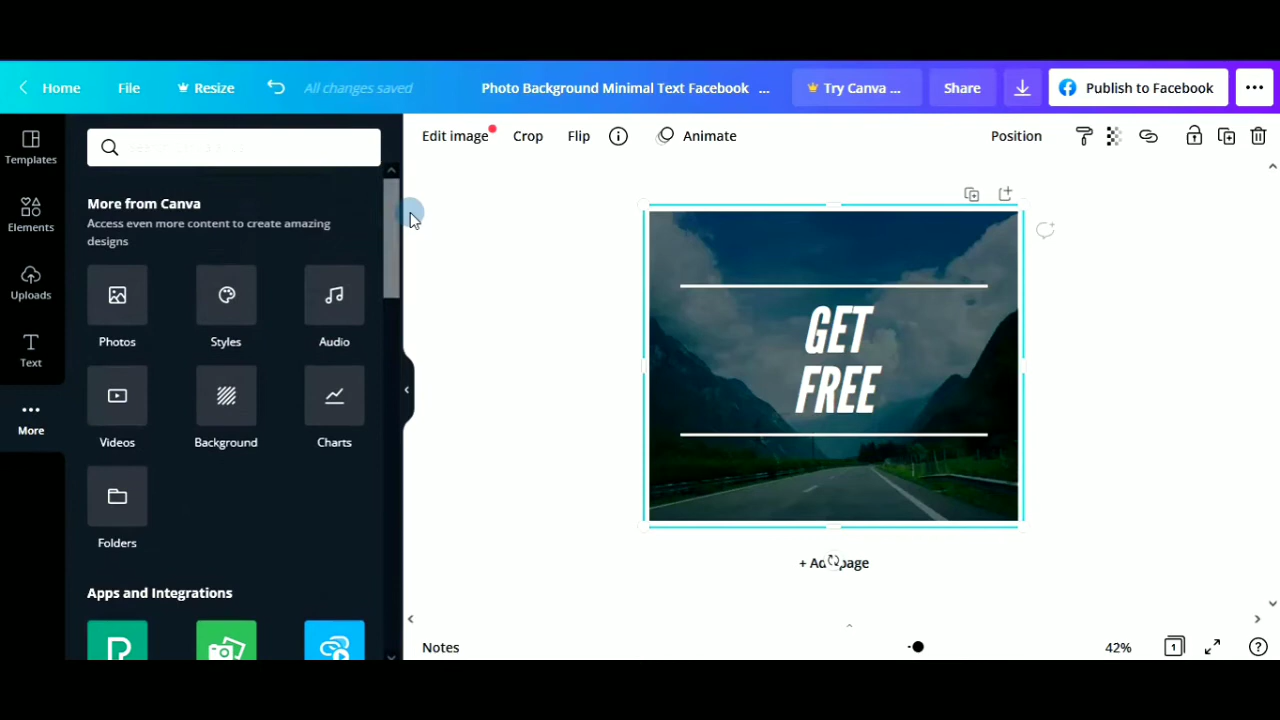 Home File Resize All changes saved Photo Background Minimal Text Facebook ... Try Canva ... Share Publish to Facebook
Edit image Crop Flip Animate Position
Templates
Elements
Uploads
Text
More
More from Canva
Access even more content to create amazing
designs
Photos Styles Audio
Videos Background Charts
Folders
Apps and Integrations
GET
FREE
Notes 42% 1 ?